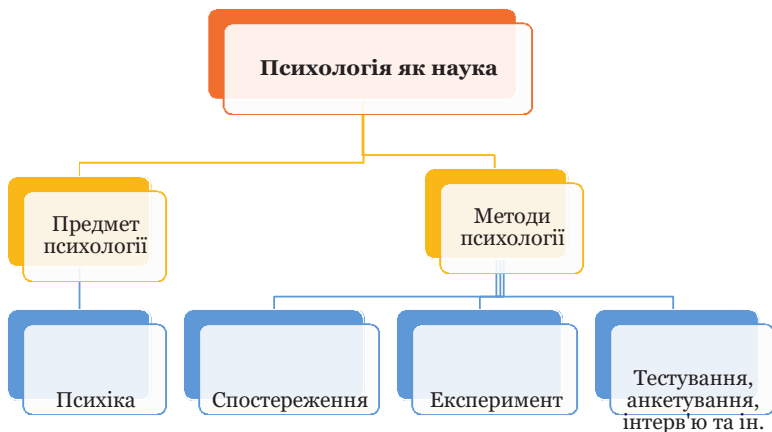 Психологія як наука
Предмет
психології
Методи
психології
Психіка
Спостереження
Експеримент
Тестування,
анкетування,
інтерв'ю та ін.